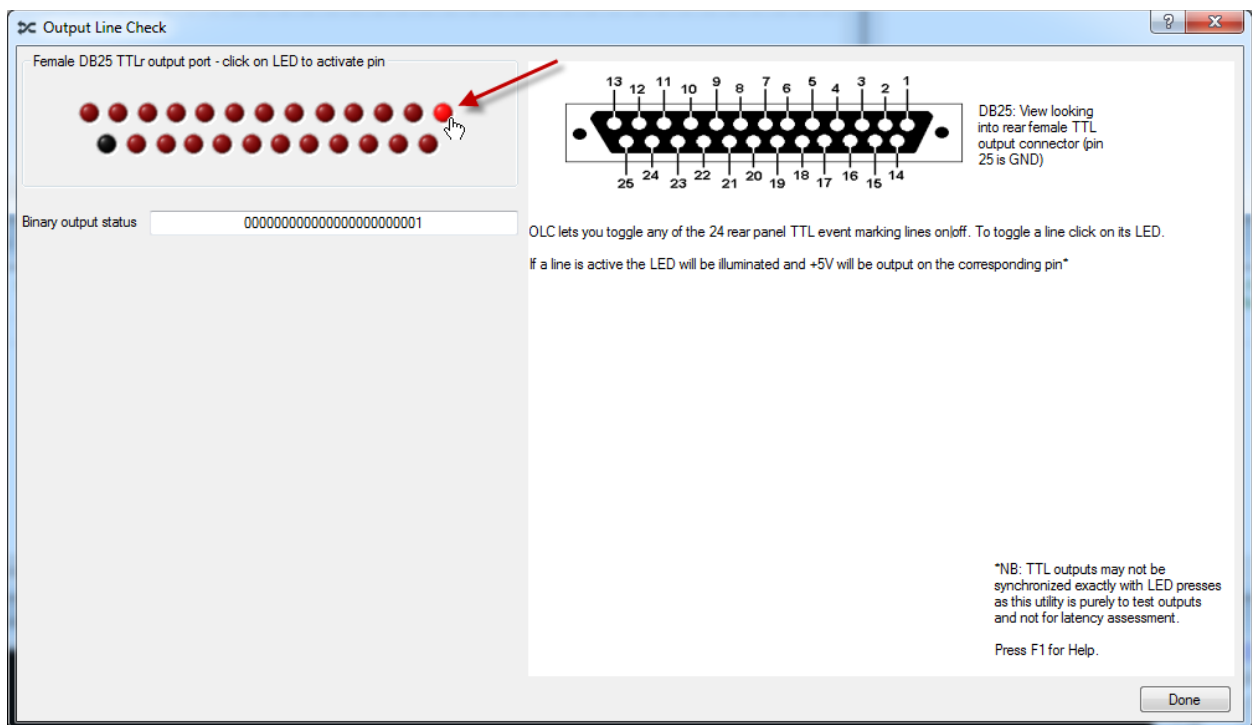 Output Line Check
Female DB25 TTLr output port - click on LED to activate pin
13 12 11 10 9 8 7 6 5 4 3 2 1
25 24 23 22 21 20 19 18 17 16 15 14
DB25: View looking
into rear female TTL
output connector (pin
25 is GND)
Binary output status
000000000000000000000001
OLC lets you toggle any of the 24 rear panel TTL event marking lines on|off. To toggle a line click on its LED.
If a line is active the LED will be illuminated and +5V will be output on the corresponding pin*
*NB: TTL outputs may not be
synchronized exactly with LED presses
as this utility is purely to test outputs
and not for latency assessment.
Press F1 for Help.
Done